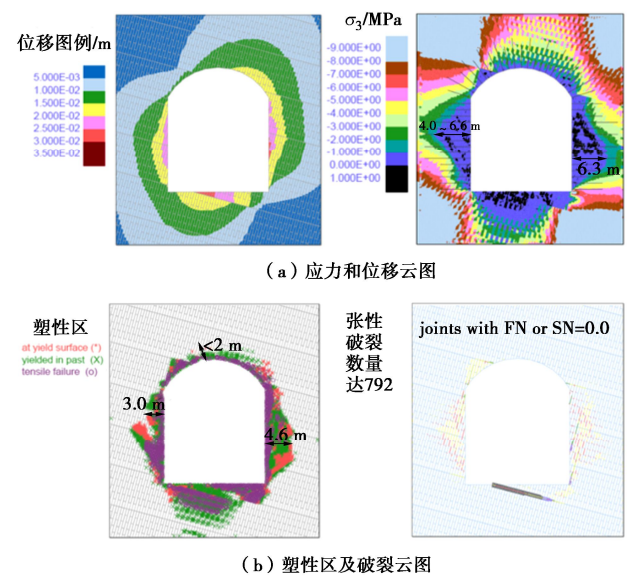 位移图例/m
5.000E-03
1.000E-02
1.500E-02
2.000E-02
2.500E-02
3.000E-02
3.500E-02
σ3/MPa
-9.000E+00
-8.000E+00
-7.000E+00
-6.000E+00
-5.000E+00
-4.000E+00
-3.000E+00
-2.000E+00
-1.000E+00
0.000E+00
1.000E+00
4.0~6.6 m
6.3 m
（a）应力和位移云图
塑性区
at yield surface (*)
yielded in past (X)
tensile failure (o)
<2 m
3.0 m
4.6 m
张性
破裂
数量
达792
joints with FN or SN=0.0
（b）塑性区及破裂云图